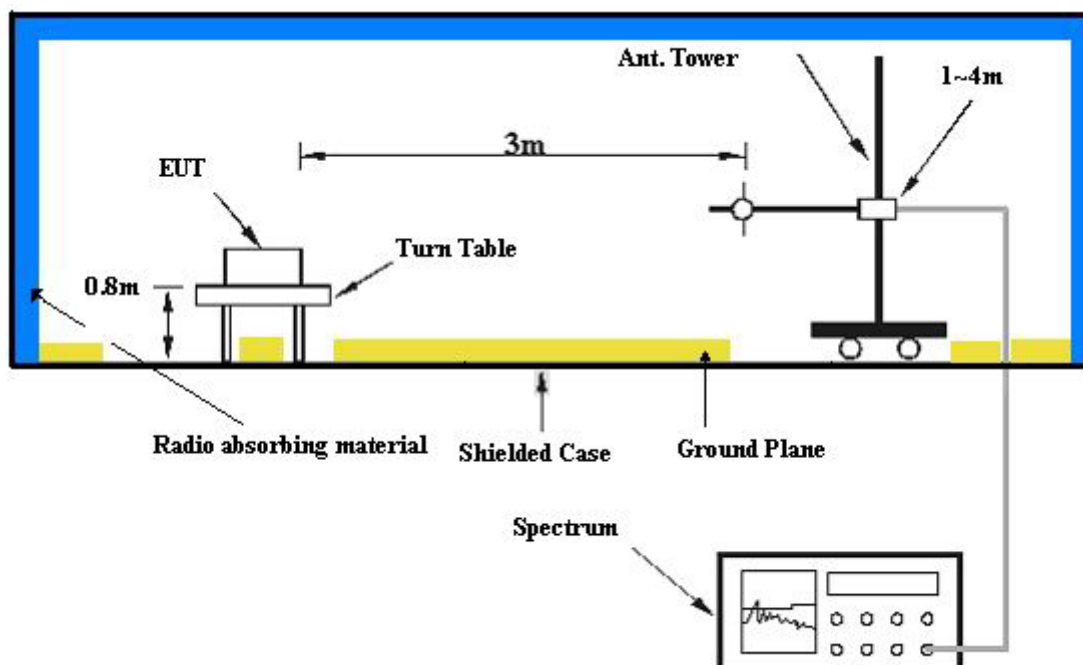 Ant. Tower
1~4m
3m
EUT
Turn Table
0.8m
Radio absorbing material
Shielded Case
Ground Plane
Spectrum